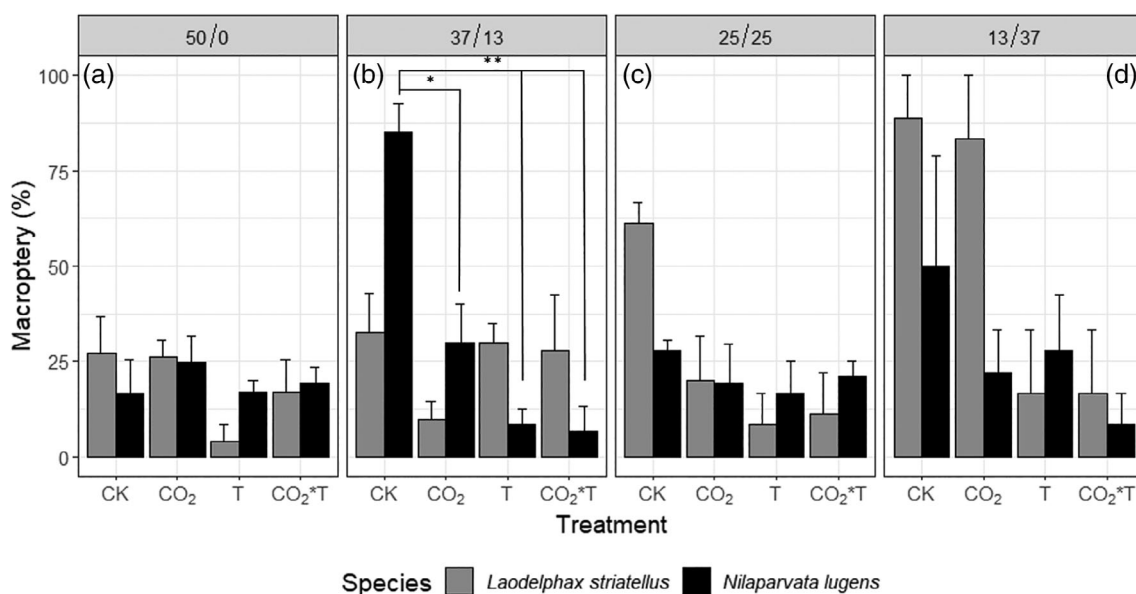 50/0 37/13 25/25 13/37
(a) (b) (c) (d)
* **
Macroptery (%)
100
75
50
25
0
CK CO₂ T CO₂*T CK CO₂ T CO₂*T CK CO₂ T CO₂*T CK CO₂ T CO₂*T
Treatment
Species Laodelphax striatellus Nilaparvata lugens